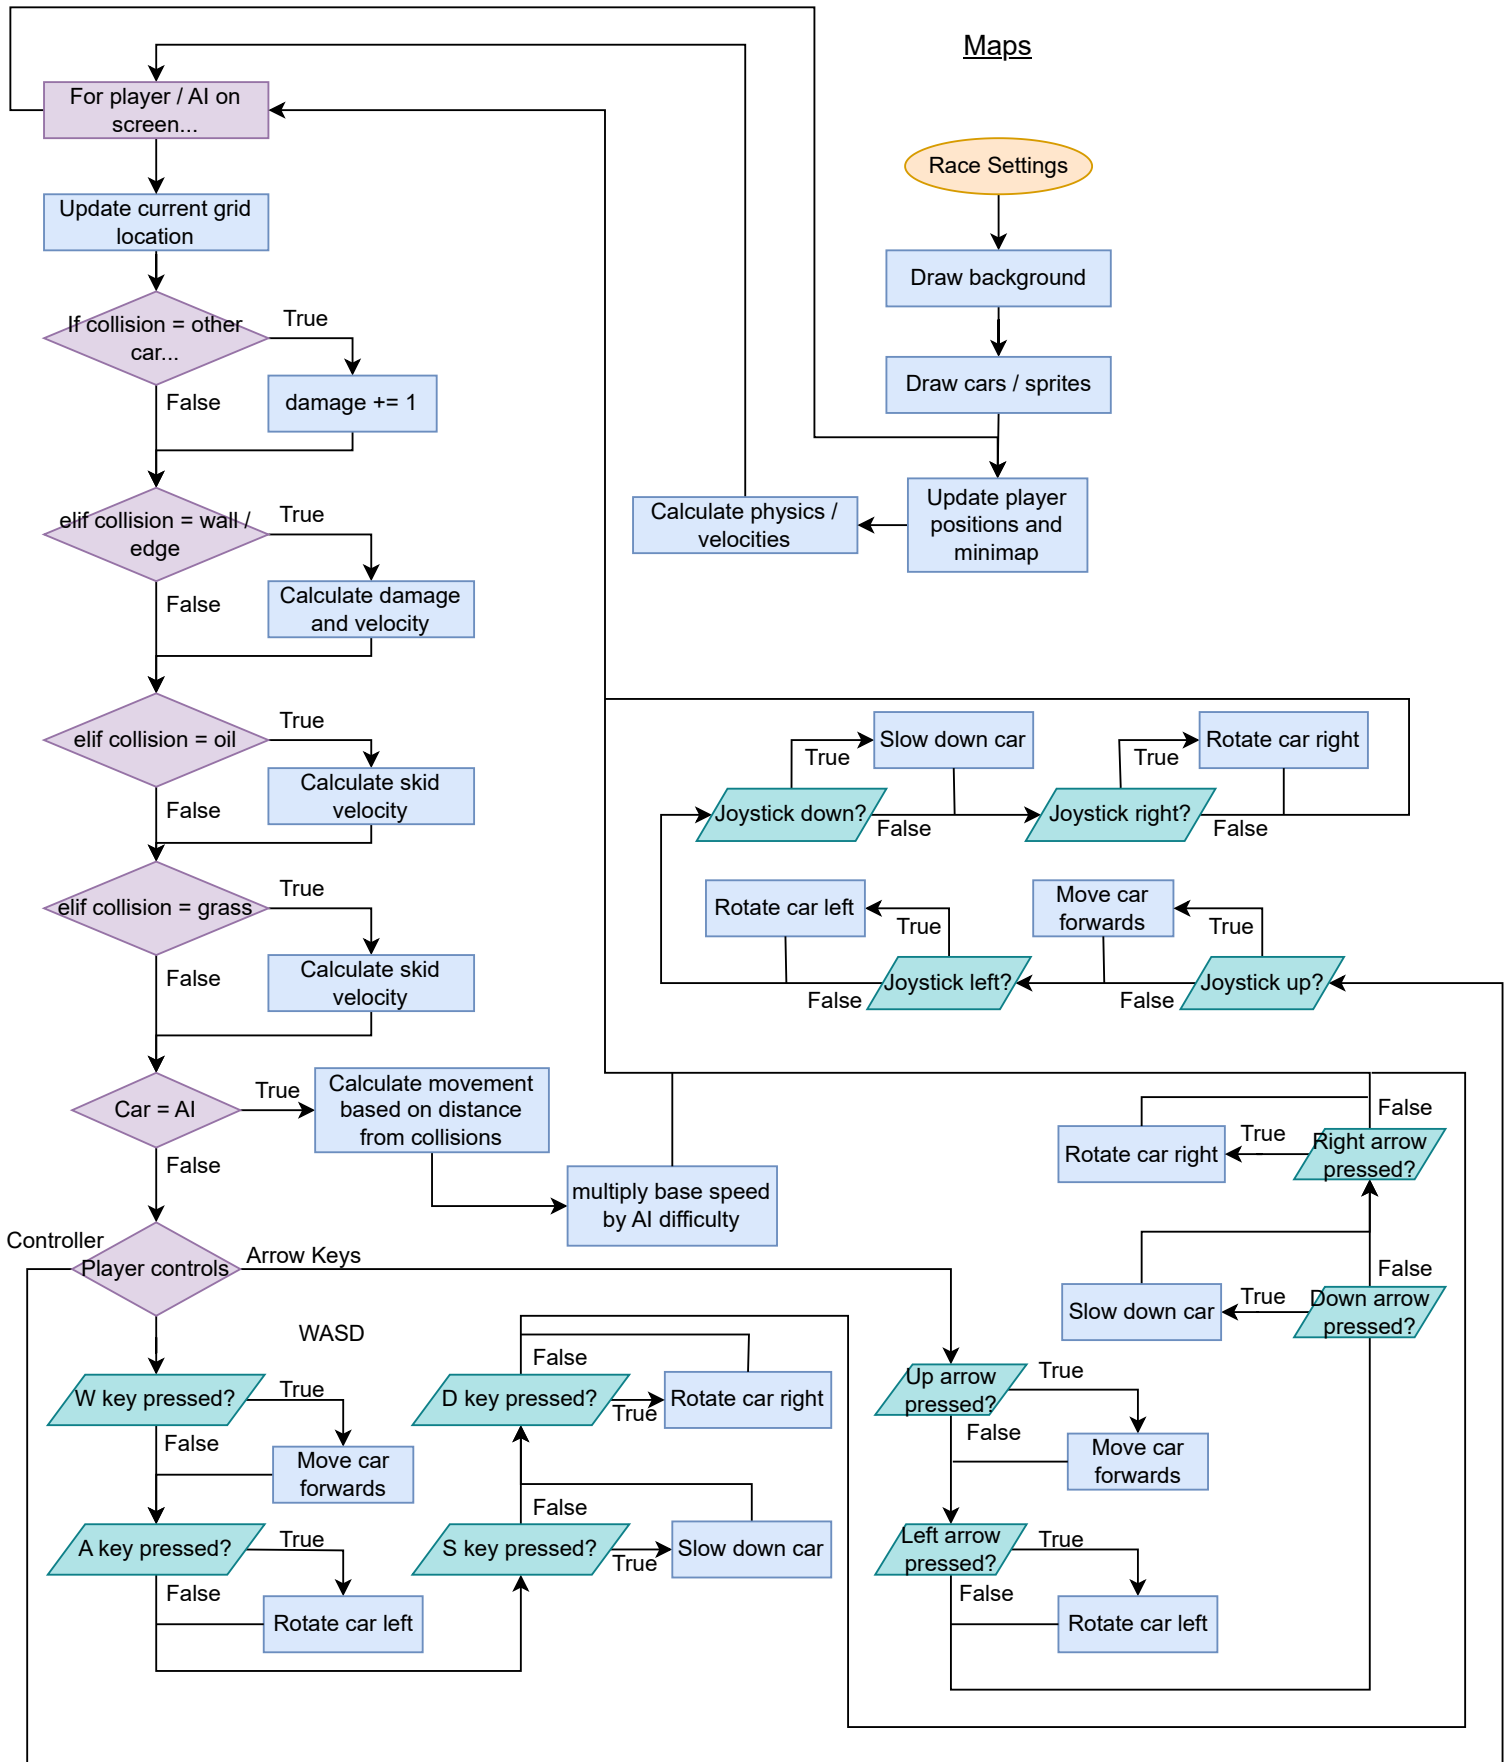 Maps
For player / AI on
screen...
Update current grid
location
If collision = other
car...
True
False
damage += 1
elif collision = wall /
edge
True
False
Calculate damage
and velocity
elif collision = oil
True
False
Calculate skid
velocity
elif collision = grass
True
False
Calculate skid
velocity
Car = AI
True
False
Calculate movement
based on distance
from collisions
multiply base speed
by AI difficulty
Controller
Player controls
Arrow Keys
WASD
W key pressed?
True
False
Move car
forwards
A key pressed?
True
False
Rotate car left
D key pressed?
False
True
Rotate car right
S key pressed?
False
True
Slow down car
Race Settings
Draw background
Draw cars / sprites
Update player
positions and
minimap
Calculate physics /
velocities
Slow down car
True
Joystick down?
False
Rotate car right
True
Joystick right?
False
Rotate car left
True
Joystick left?
False
Move car
forwards
True
Joystick up?
False
False
Right arrow
pressed?
True
Rotate car right
False
Down arrow
pressed?
True
Slow down car
Up arrow
pressed?
True
False
Move car
forwards
Left arrow
pressed?
True
False
Rotate car left